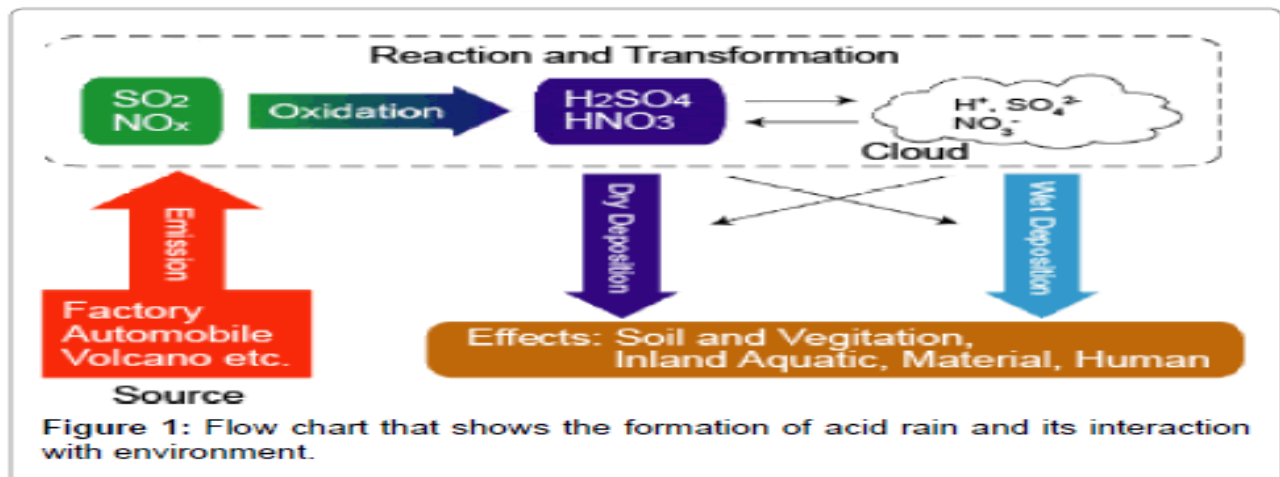 Reaction and Transformation
SO₂
NOₓ
Oxidation
H₂SO₄
HNO₃
H⁺, SO₄²⁻
NO₃⁻
Cloud
Emission
Dry Deposition
Wet Deposition
Factory
Automobile
Volcano etc.
Source
Effects: Soil and Vegitation,
Inland Aquatic, Material, Human
Figure 1: Flow chart that shows the formation of acid rain and its interaction
with environment.